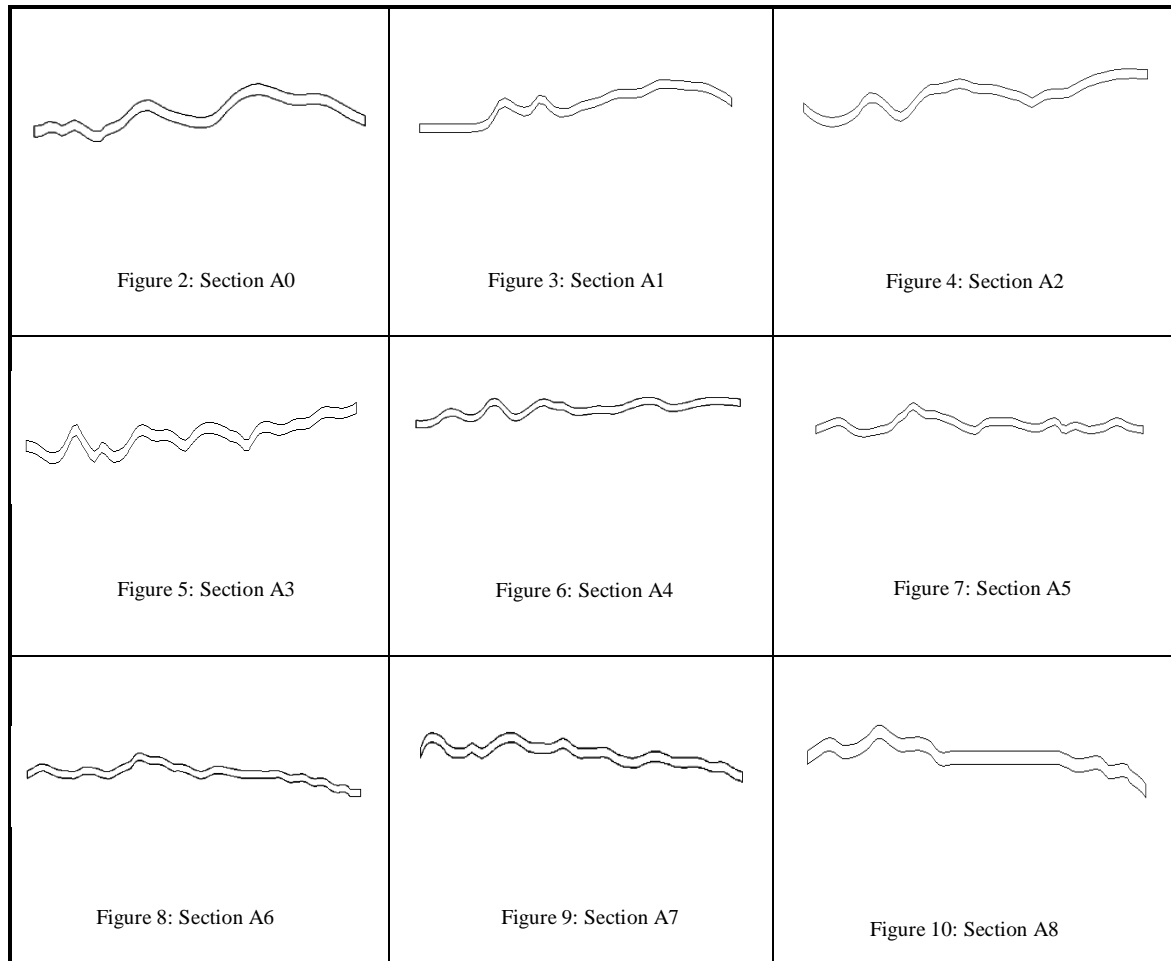 Figure 2: Section A0
Figure 3: Section A1
Figure 4: Section A2
Figure 5: Section A3
Figure 6: Section A4
Figure 7: Section A5
Figure 8: Section A6
Figure 9: Section A7
Figure 10: Section A8